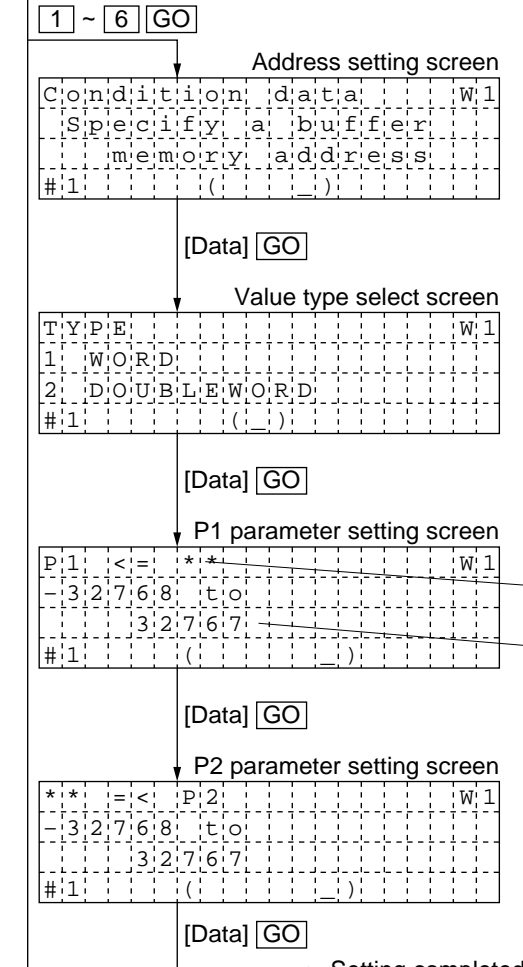 1 ~ 6 GO
Address setting screen
Condition data W1
Specify a buffer
memory address
#1 ( _)
[Data] GO
Value type select screen
TYPE W1
1 WORD
2 DOUBLEWORD
#1 (_)
[Data] GO
P1 parameter setting screen
P1 <= ** W1
-32768 to
32767
#1 ( _)
[Data] GO
P2 parameter setting screen
** =< P2 W1
-32768 to
32767
#1 ( _)
[Data] GO
Setting completed